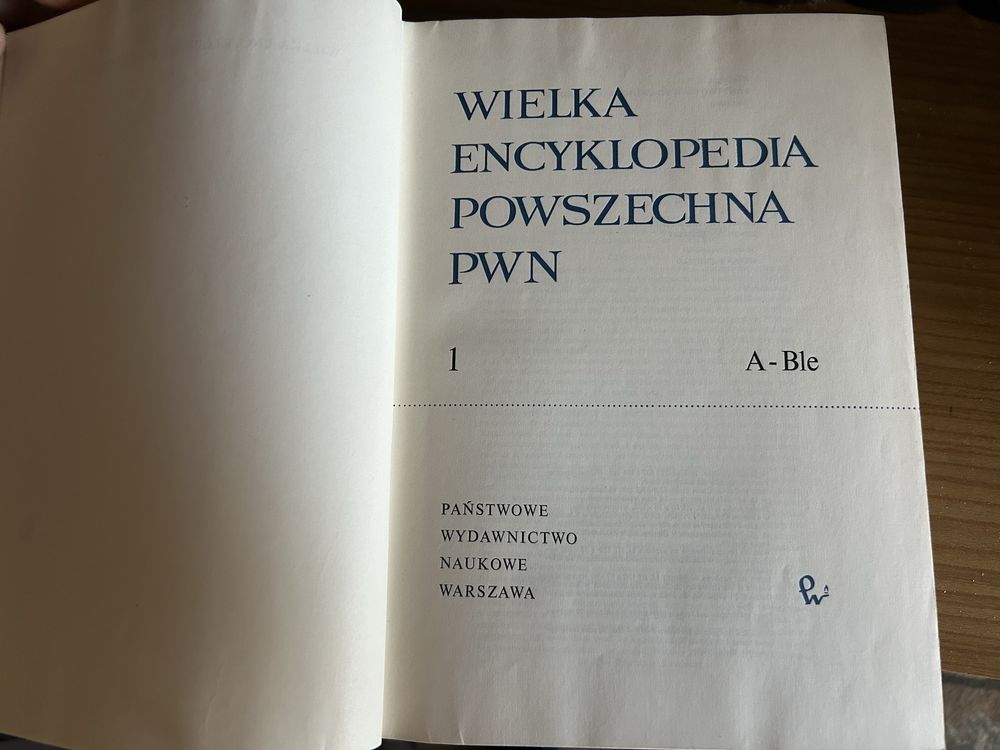 WIELKA
ENCYKLOPEDIA
POWSZECHNA
PWN
1 A-Ble
PAŃSTWOWE
WYDAWNICTWO
NAUKOWE
WARSZAWA